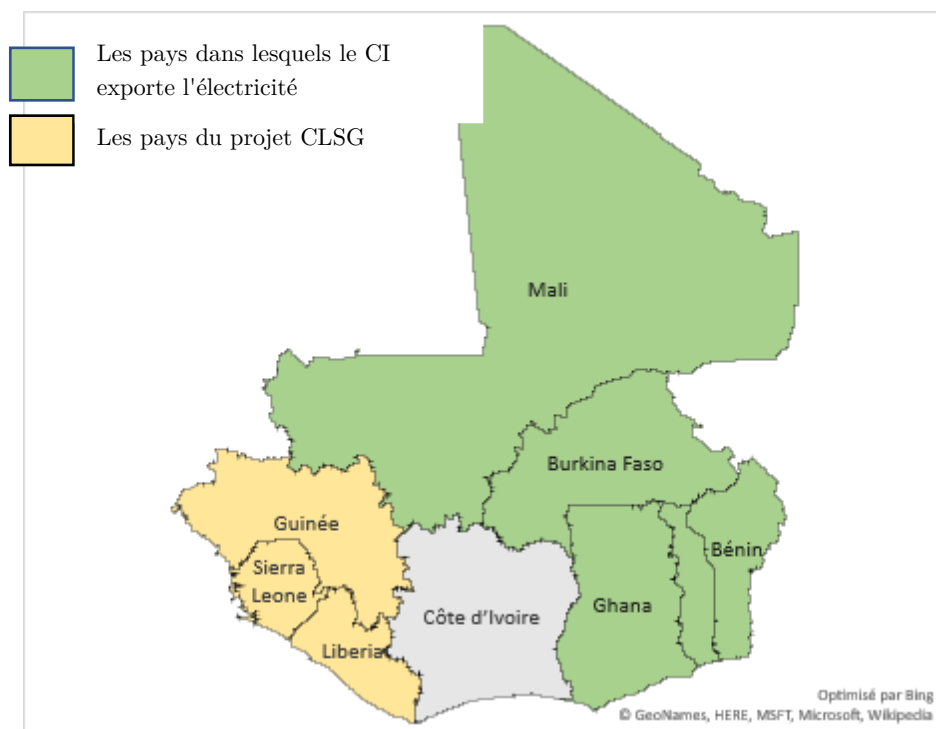 Les pays dans lesquels le CI
exporte l'électricité
Les pays du projet CLSG
Mali
Burkina Faso
Guinée
Bénin
Sierra
Leone
Ghana
Côte d'Ivoire
Liberia
Optimisé par Bing
© GeoNames, HERE, MSFT, Microsoft, Wikipedia